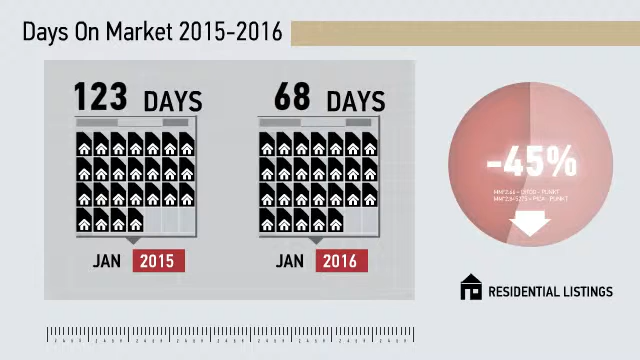 Days On Market 2015-2016
123 DAYS
68 DAYS
JAN 2015
JAN 2016
-45%
RESIDENTIAL LISTINGS